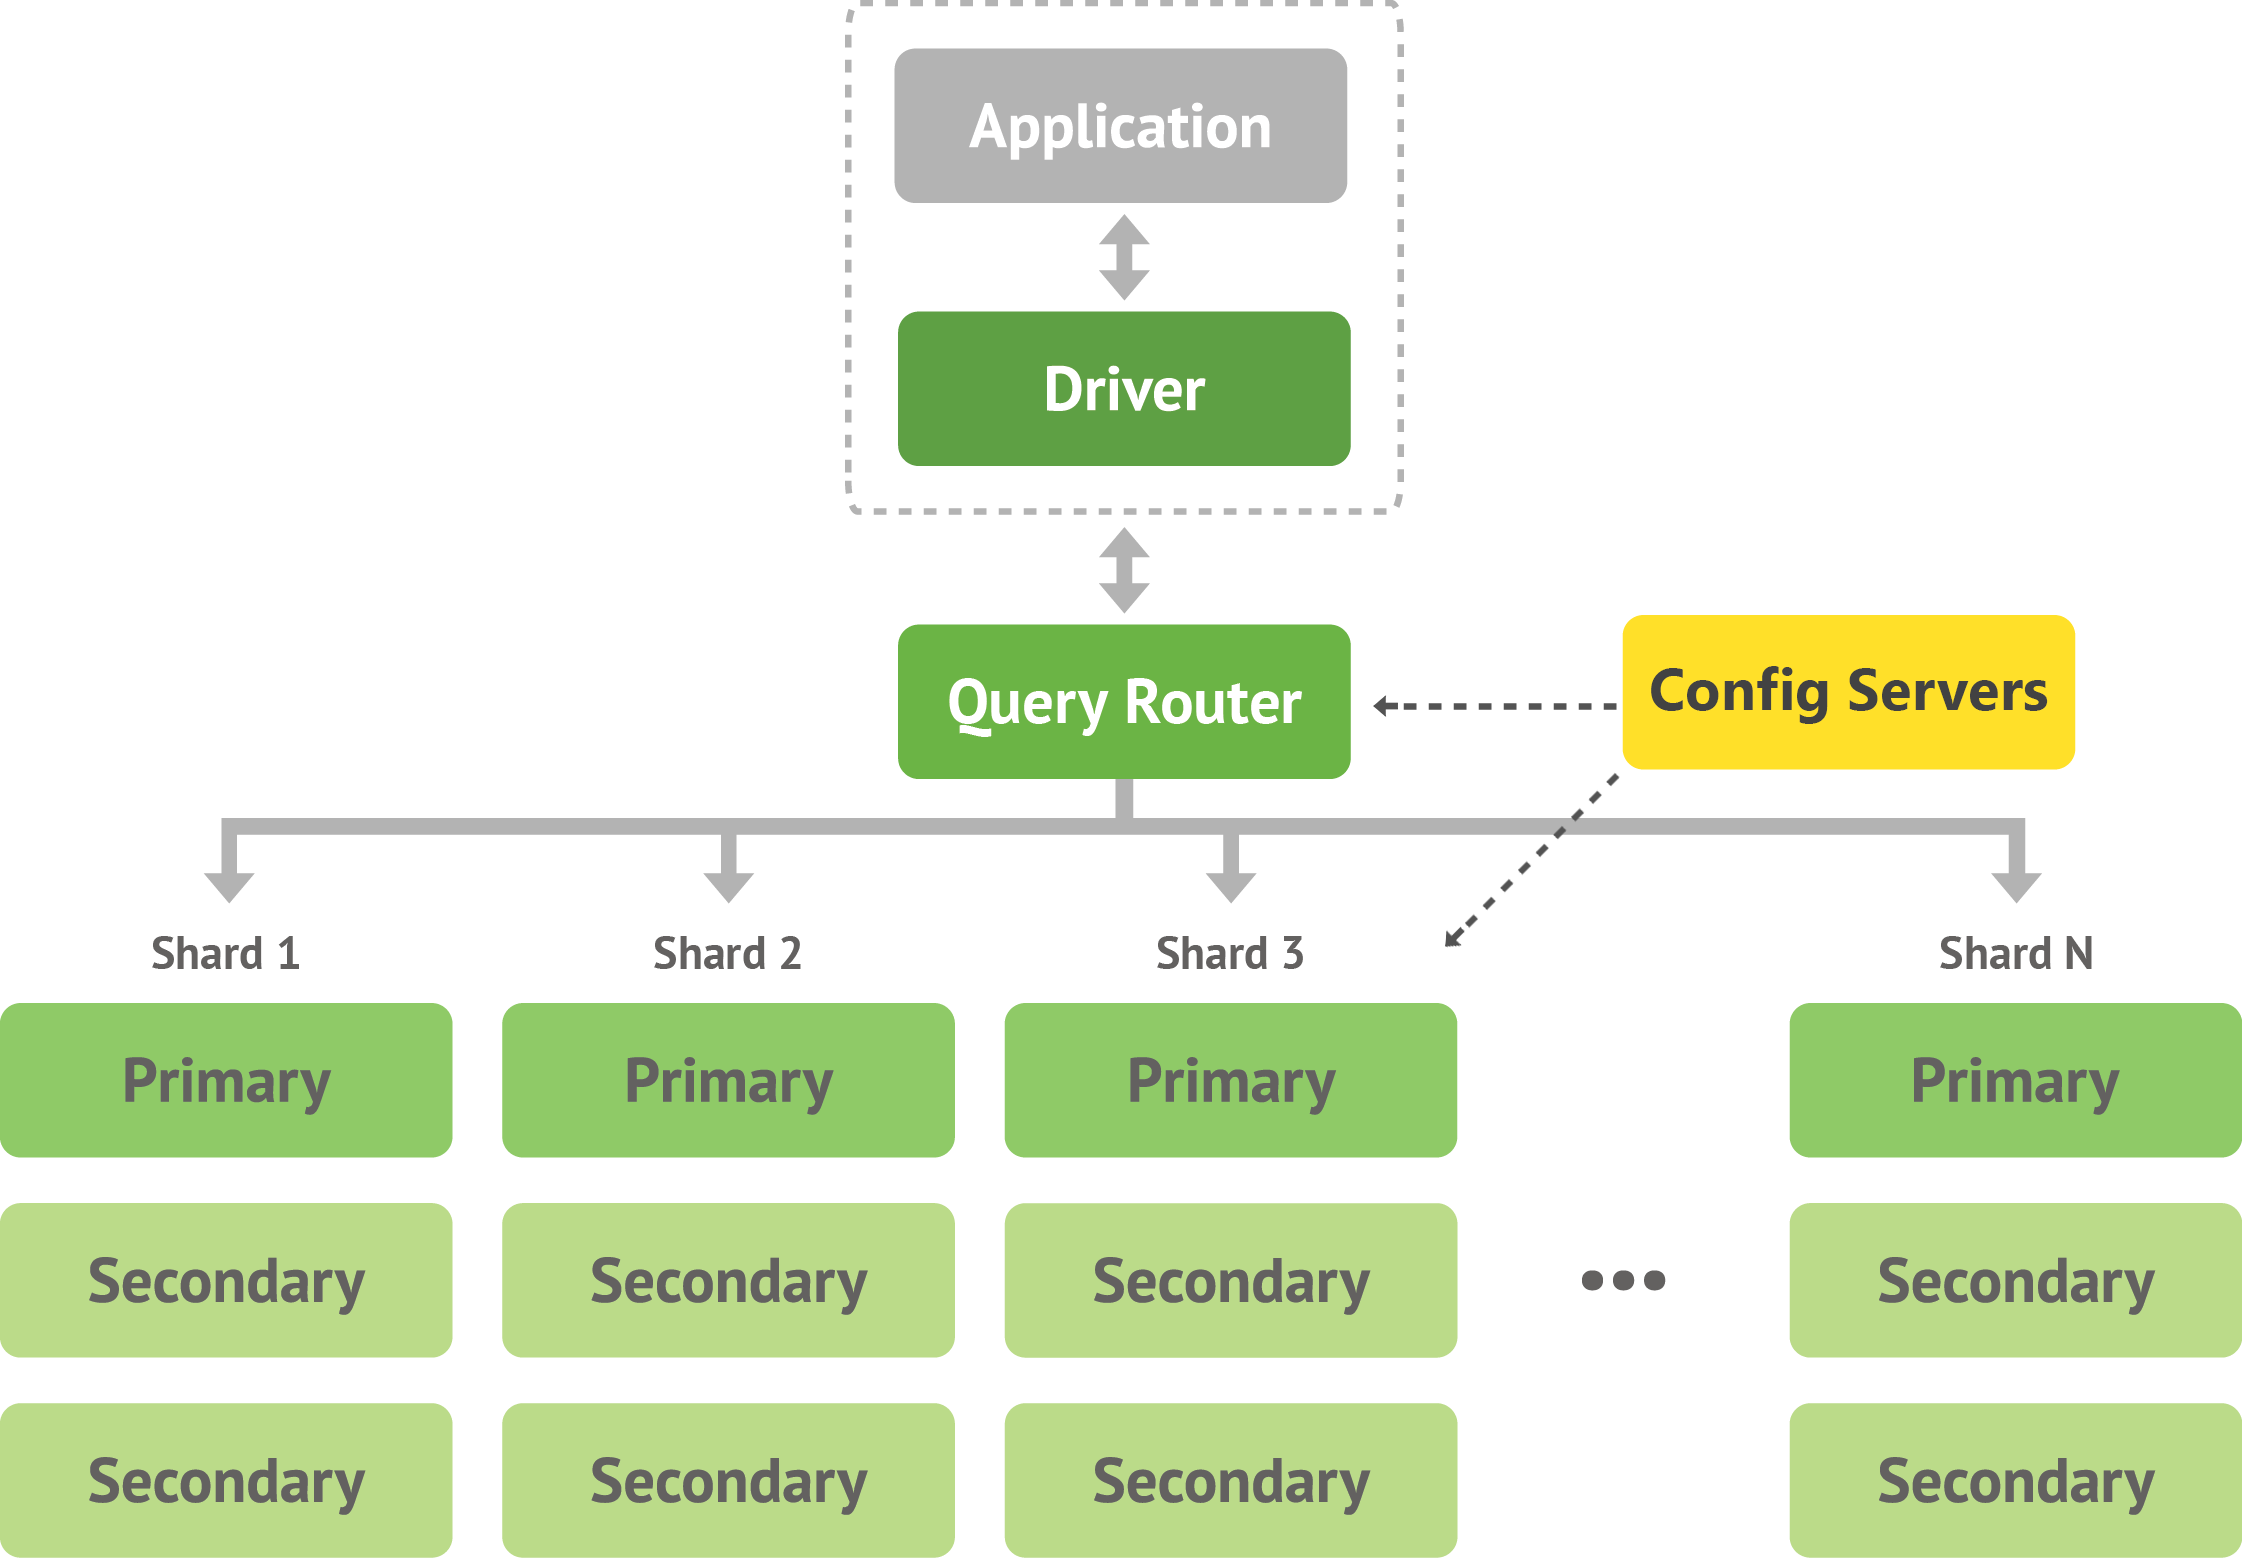 Application
Driver
Query Router
Config Servers
Shard 1
Shard 2
Shard 3
Shard N
Primary
Primary
Primary
Primary
Secondary
Secondary
Secondary
...
Secondary
Secondary
Secondary
Secondary
Secondary